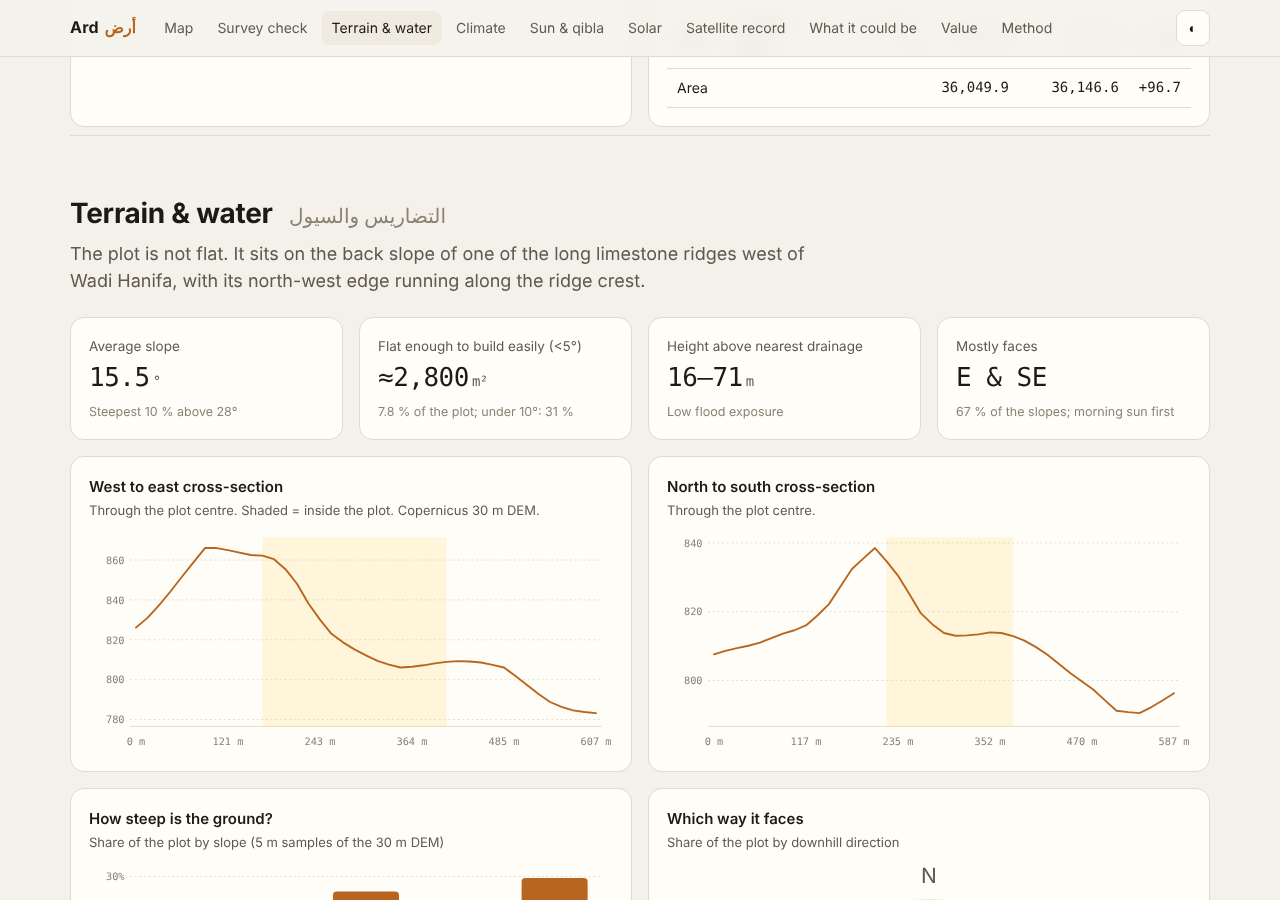 Ard أرض Map Survey check Terrain & water Climate Sun & qibla Solar Satellite record What it could be Value Method
Area 36,049.9 36,146.6 +96.7
Terrain & water التضاريس والسيول
The plot is not flat. It sits on the back slope of one of the long limestone ridges west of
Wadi Hanifa, with its north-west edge running along the ridge crest.
Average slope
15.5°
Steepest 10 % above 28°
Flat enough to build easily (<5°)
≈2,800 m²
7.8 % of the plot; under 10°: 31 %
Height above nearest drainage
16–71 m
Low flood exposure
Mostly faces
E & SE
67 % of the slopes; morning sun first
West to east cross-section
Through the plot centre. Shaded = inside the plot. Copernicus 30 m DEM.
860
840
820
800
780
0 m 121 m 243 m 364 m 485 m 607 m
North to south cross-section
Through the plot centre.
840
820
800
0 m 117 m 235 m 352 m 470 m 587 m
How steep is the ground?
Share of the plot by slope (5 m samples of the 30 m DEM)
30%
Which way it faces
Share of the plot by downhill direction
N